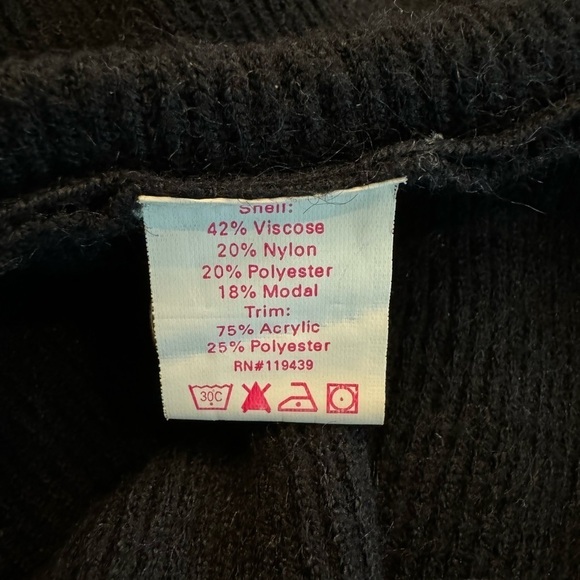 Shell:
42% Viscose
20% Nylon
20% Polyester
18% Modal
Trim:
75% Acrylic
25% Polyester
RN#119439
30C